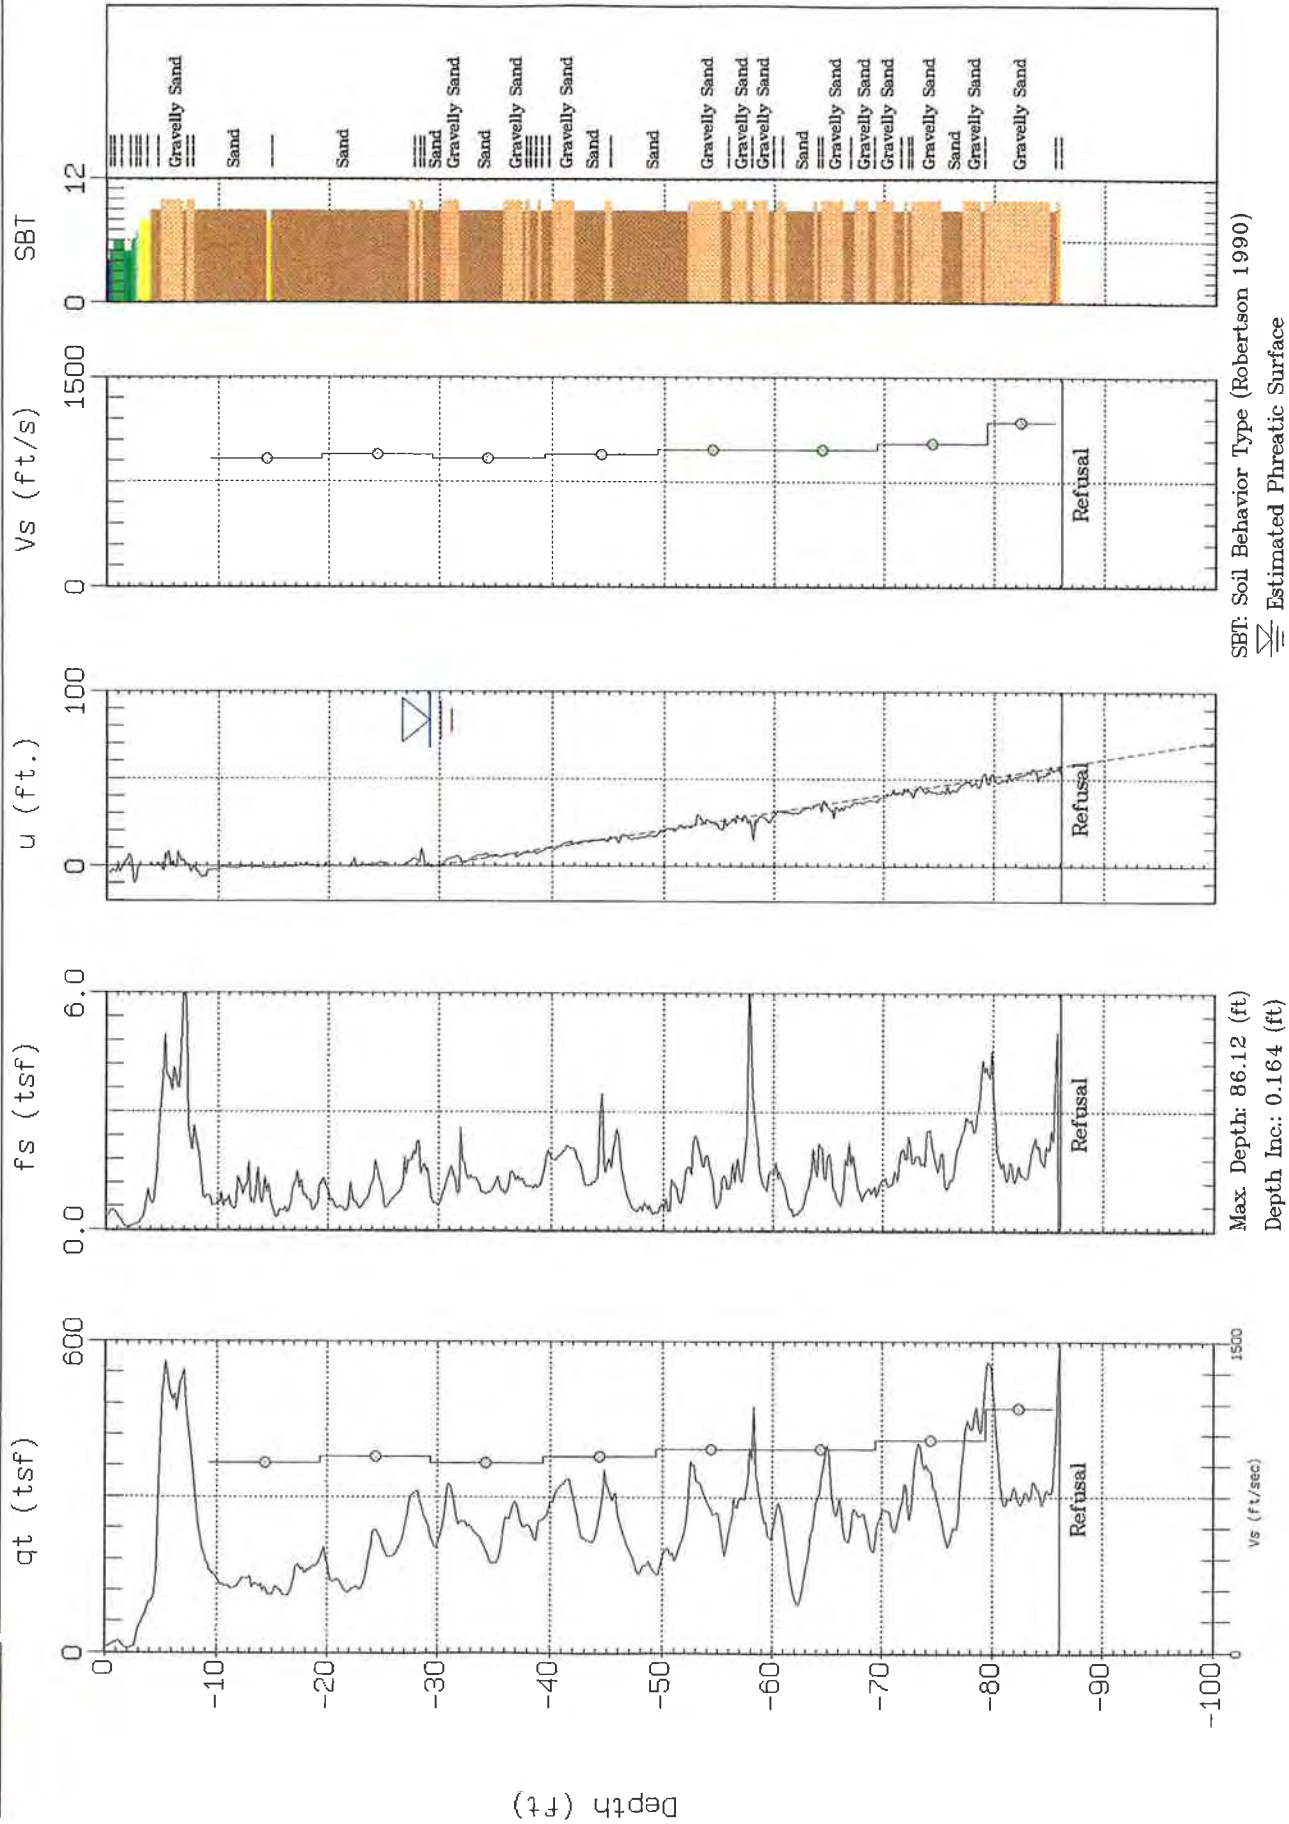 qt (tsf)
fs (tsf)
u (ft.)
Vs (ft/s)
SBT
0
600
0.0
6.0
0
100
0
1500
0
12
Depth (ft)
0
-10
-20
-30
-40
-50
-60
-70
-80
-90
-100
Gravelly Sand
Sand
Sand
Sand
Gravelly Sand
Sand
Gravelly Sand
Gravelly Sand
Sand
Sand
Gravelly Sand
Gravelly Sand
Gravelly Sand
Sand
Gravelly Sand
Gravelly Sand
Gravelly Sand
Gravelly Sand
Sand
Gravelly Sand
Gravelly Sand
Refusal
Refusal
Refusal
Refusal
0
1500
Vs (ft/sec)
Max. Depth: 86.12 (ft)
Depth Inc.: 0.164 (ft)
SBT: Soil Behavior Type (Robertson 1990)
Estimated Phreatic Surface